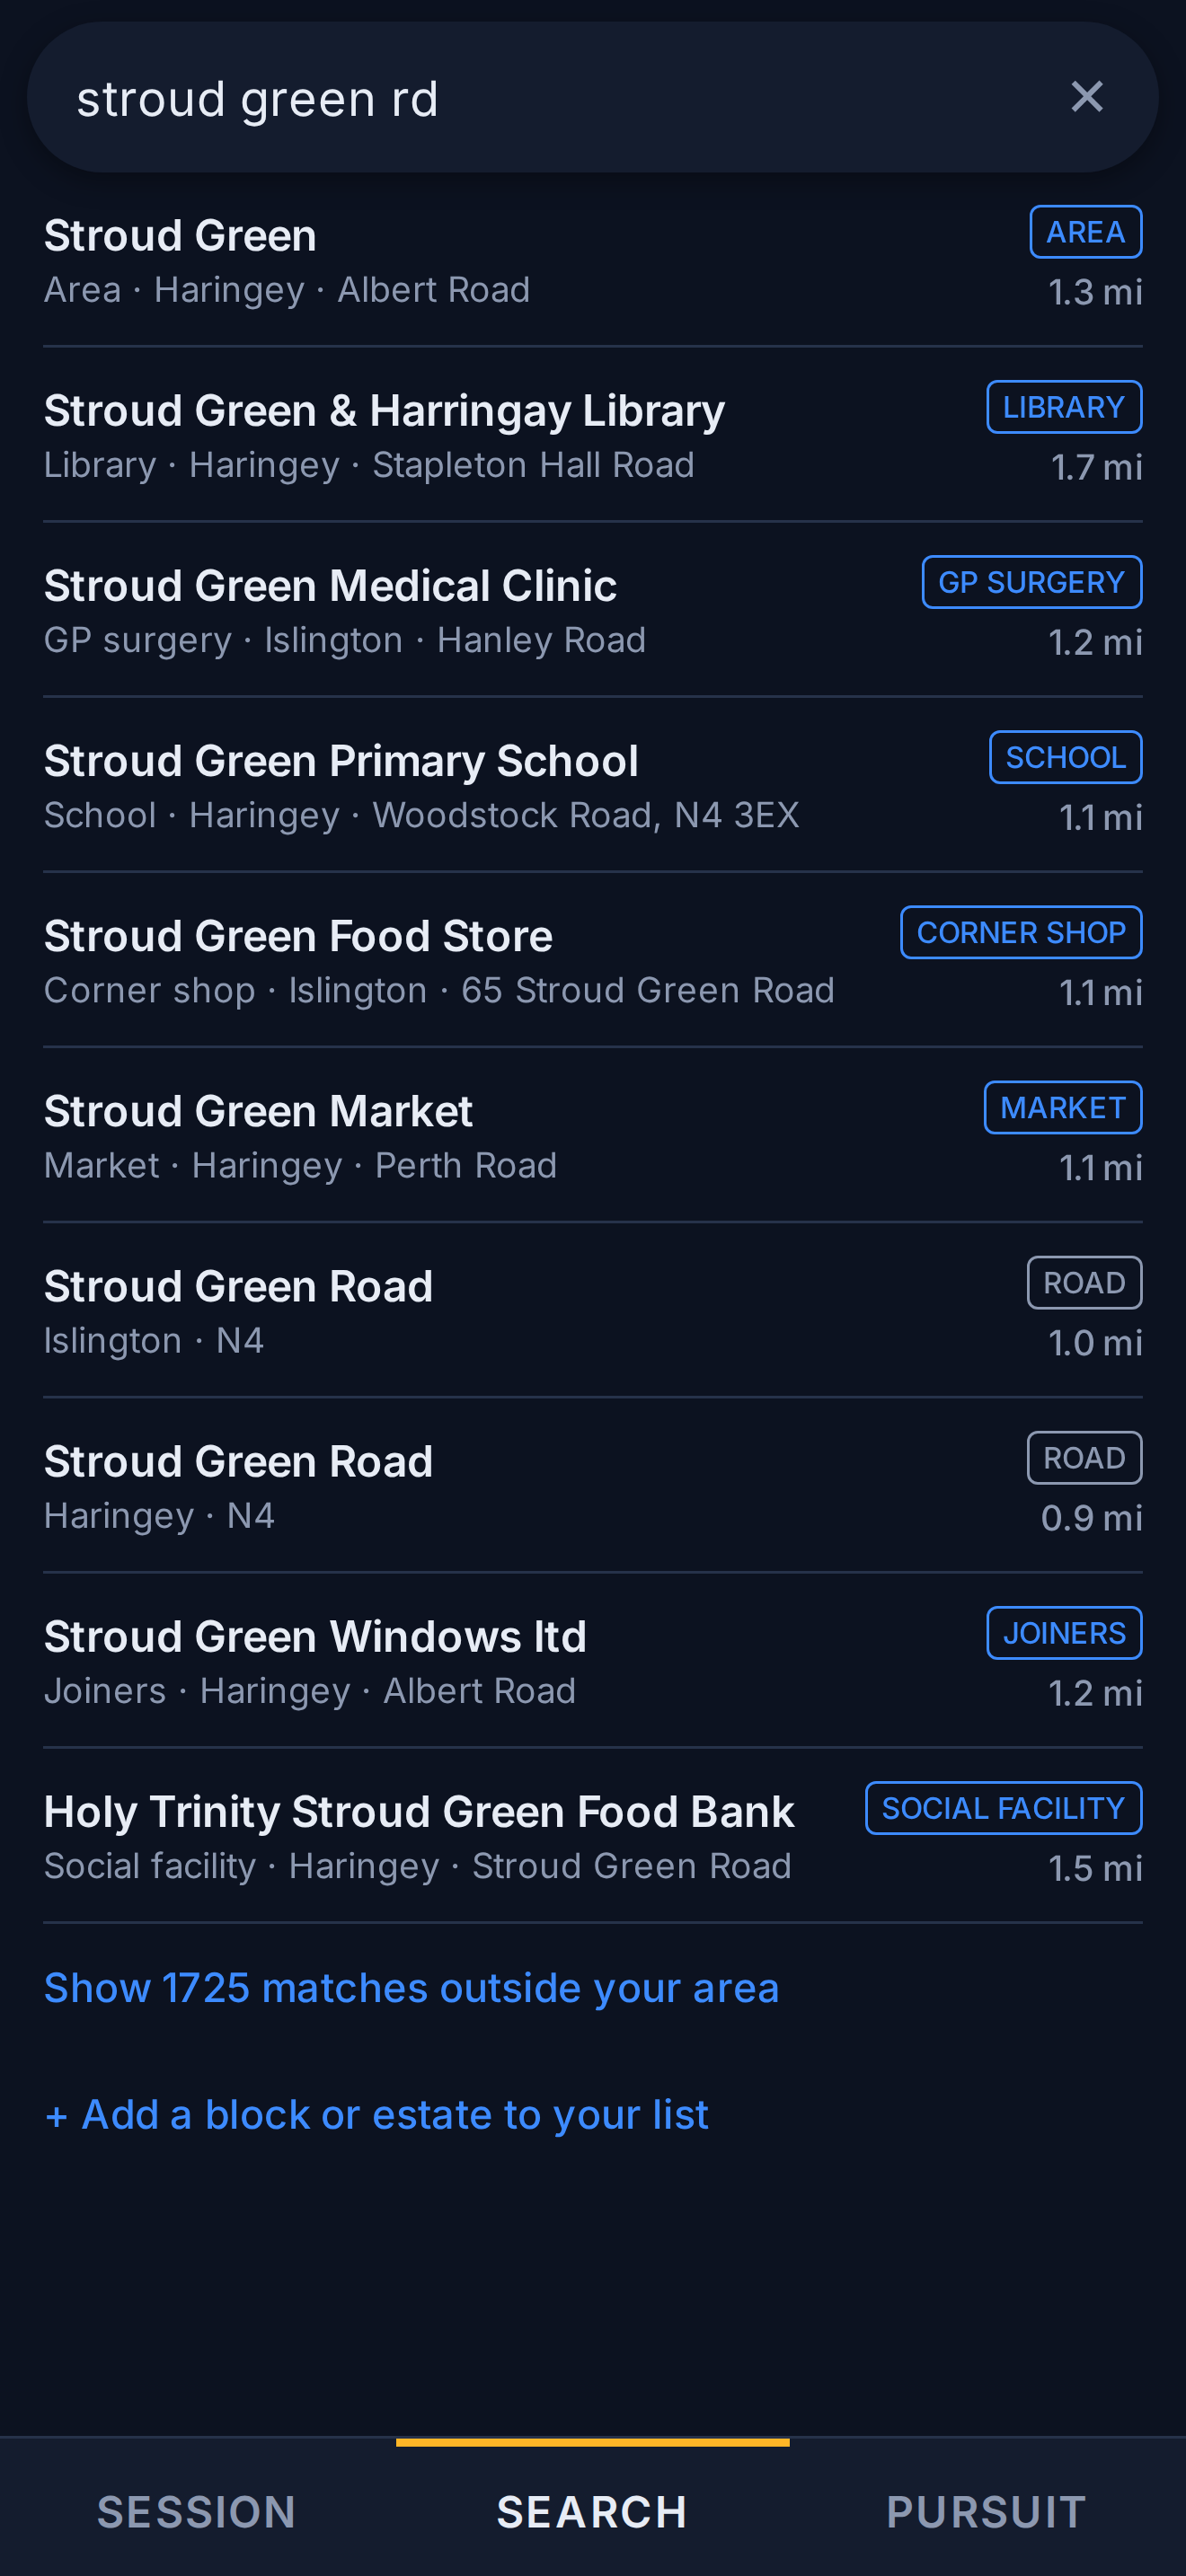 stroud green rd ✕
Stroud Green AREA
Area · Haringey · Albert Road 1.3 mi
Stroud Green & Harringay Library LIBRARY
Library · Haringey · Stapleton Hall Road 1.7 mi
Stroud Green Medical Clinic GP SURGERY
GP surgery · Islington · Hanley Road 1.2 mi
Stroud Green Primary School SCHOOL
School · Haringey · Woodstock Road, N4 3EX 1.1 mi
Stroud Green Food Store CORNER SHOP
Corner shop · Islington · 65 Stroud Green Road 1.1 mi
Stroud Green Market MARKET
Market · Haringey · Perth Road 1.1 mi
Stroud Green Road ROAD
Islington · N4 1.0 mi
Stroud Green Road ROAD
Haringey · N4 0.9 mi
Stroud Green Windows ltd JOINERS
Joiners · Haringey · Albert Road 1.2 mi
Holy Trinity Stroud Green Food Bank SOCIAL FACILITY
Social facility · Haringey · Stroud Green Road 1.5 mi
Show 1725 matches outside your area
+ Add a block or estate to your list
SESSION SEARCH PURSUIT